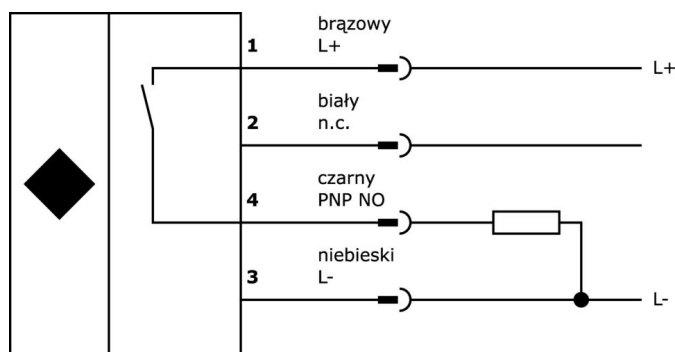 brązowy
1 L+ L+
biały
2 n.c.
czarny
4 PNP NO
niebieski
3 L- L-